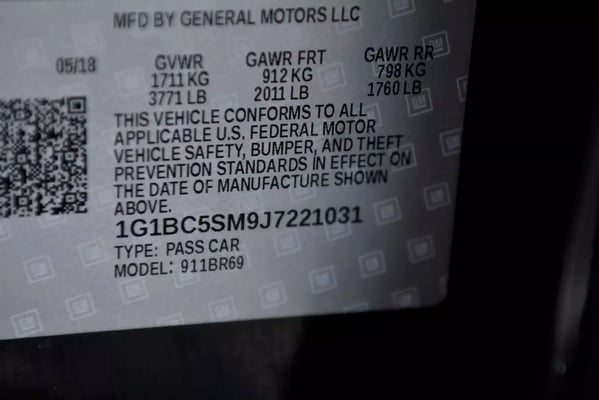 MFD BY GENERAL MOTORS LLC
05/18 GVWR GAWR FRT GAWR RR
1711 KG 912 KG 798 KG
3771 LB 2011 LB 1760 LB
THIS VEHICLE CONFORMS TO ALL
APPLICABLE U.S. FEDERAL MOTOR
VEHICLE SAFETY, BUMPER, AND THEFT
PREVENTION STANDARDS IN EFFECT ON
THE DATE OF MANUFACTURE SHOWN
ABOVE.
1G1BC5SM9J7221031
TYPE: PASS CAR
MODEL: 911BR69